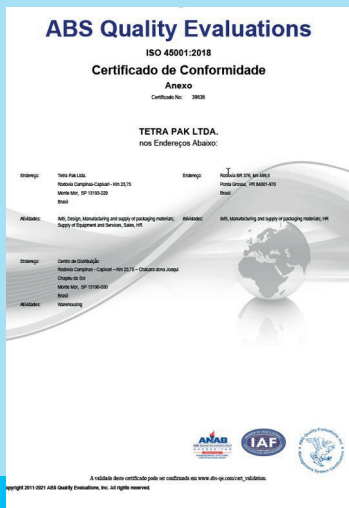 ABS Quality Evaluations
ISO 45001:2018
Certificado de Conformidade
Anexo
Certificado No: 39836
TETRA PAK LTDA.
nos Endereços Abaixo:
Endereço: Tetra Pak Ltda.
Rodovia Campinas-Capivari - Km 23,75
Monte Mor, SP 13193-229
Brasil
Endereço: Rodovia BR 376, km 499,5
Ponta Grossa, PR 84001-970
Brasil
Atividades: IMS, Design, Manufacturing and supply of packaging materials;
Supply of Equipment and Services, Sales, HR
Atividades: IMS, Manufacturing and supply of packaging materials; HR
Endereço: Centro de Distribuição
Rodovia Campinas - Capivari – Km 23,75 – Chácara dona Joaqui
Chapéu do Sol
Monte Mor, SP 13190-000
Brasil
Atividades: Warehousing
ANAB
IAF
A validade deste certificado pode ser confirmada em www.abs-qe.com/cert_validation.
opyright 2011-2021 ABS Quality Evaluations, Inc. All rights reserved.